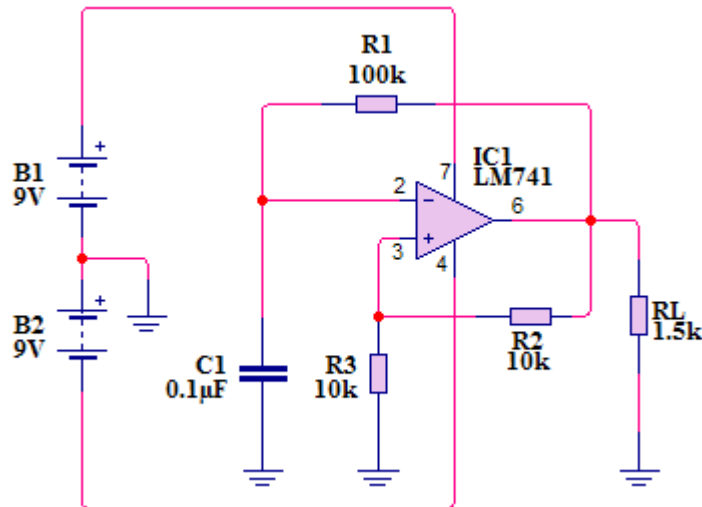 R1
100k
B1
9V
+
IC1
LM741
7
2
−
6
3
+
4
B2
9V
+
C1
0.1µF
R3
10k
R2
10k
RL
1.5k